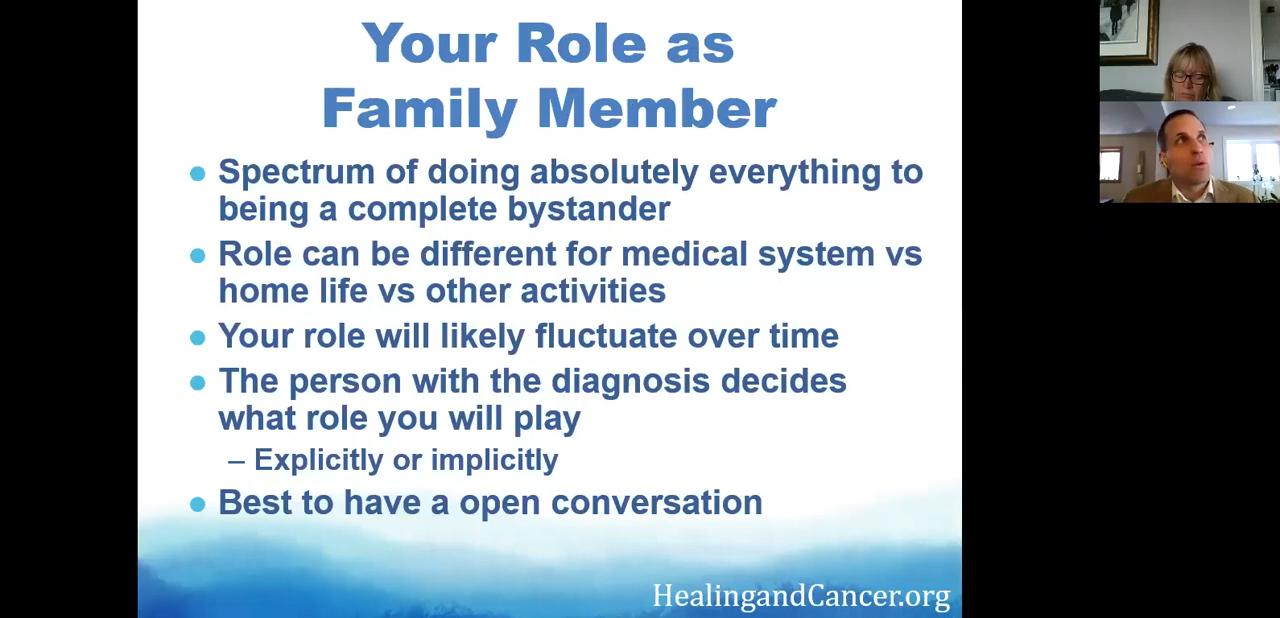 Your Role as
Family Member
● Spectrum of doing absolutely everything to
being a complete bystander
● Role can be different for medical system vs
home life vs other activities
● Your role will likely fluctuate over time
● The person with the diagnosis decides
what role you will play
– Explicitly or implicitly
● Best to have a open conversation
HealingandCancer.org